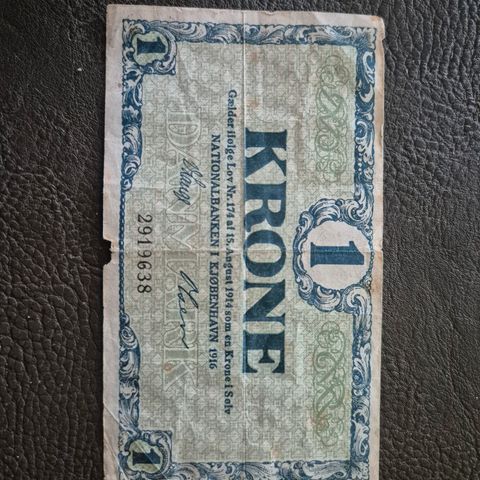 1
1
KRONE
Gælder ifølge Lov Nr. 174 af 15. August 1914 som en Krone i Sølv
NATIONALBANKEN I KJØBENHAVN 1916
DANMARK
2919638
1